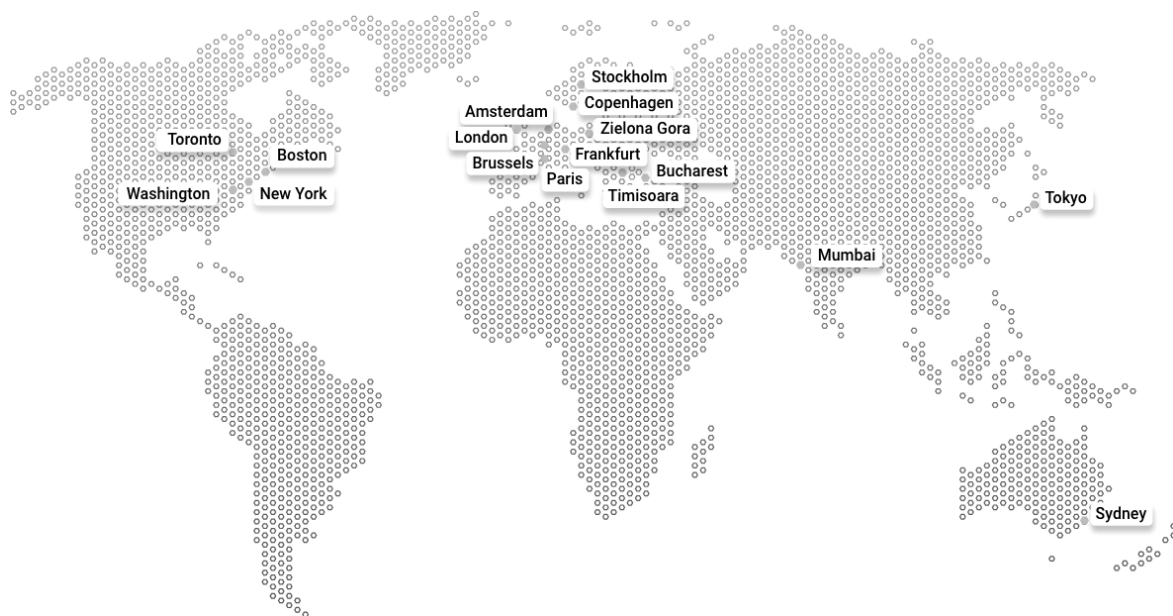 Stockholm
Copenhagen
Amsterdam
Zielona Gora
London
Toronto
Frankfurt
Boston
Brussels
Bucharest
Paris
Washington
New York
Timisoara
Tokyo
Mumbai
Sydney